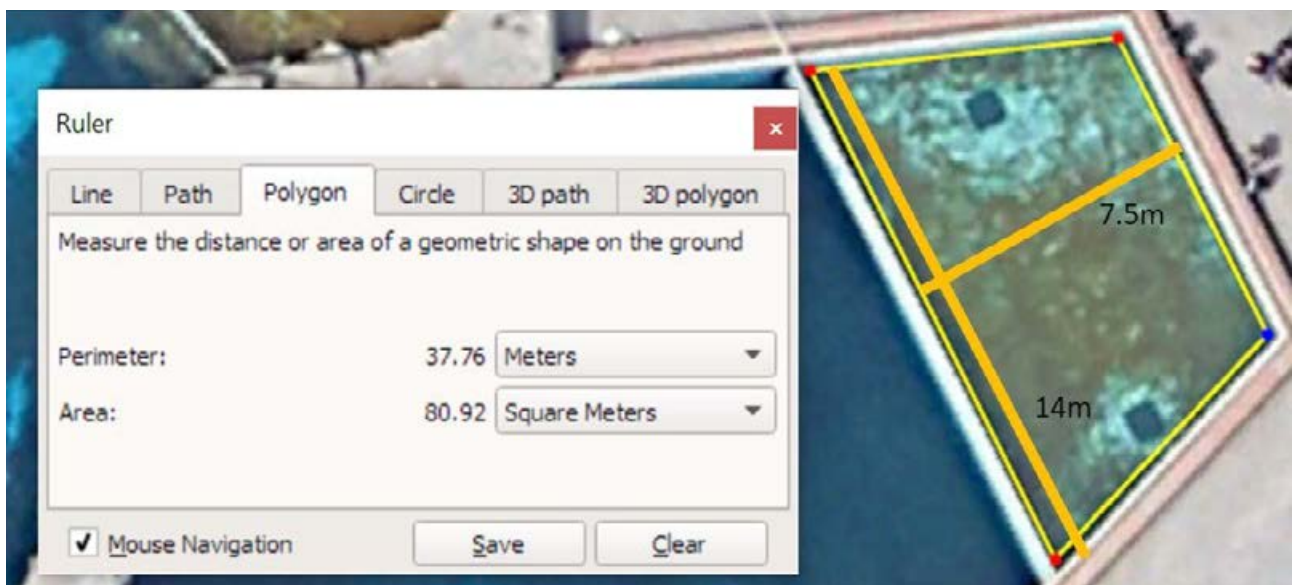 Ruler
Line Path Polygon Circle 3D path 3D polygon
Measure the distance or area of a geometric shape on the ground
Perimeter: 37.76 Meters
Area: 80.92 Square Meters
Mouse Navigation Save Clear
7.5m
14m